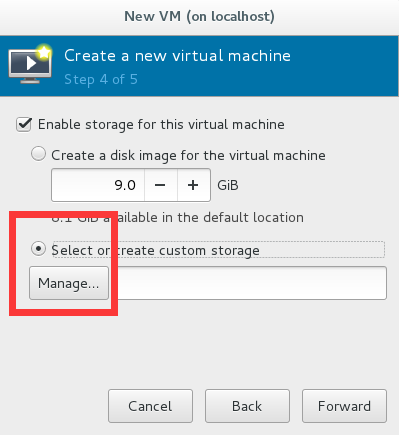 New VM (on localhost)
Create a new virtual machine
Step 4 of 5
Enable storage for this virtual machine
Create a disk image for the virtual machine
9.0 − + GiB
6.1 GiB available in the default location
Select or create custom storage
Manage...
Cancel Back Forward